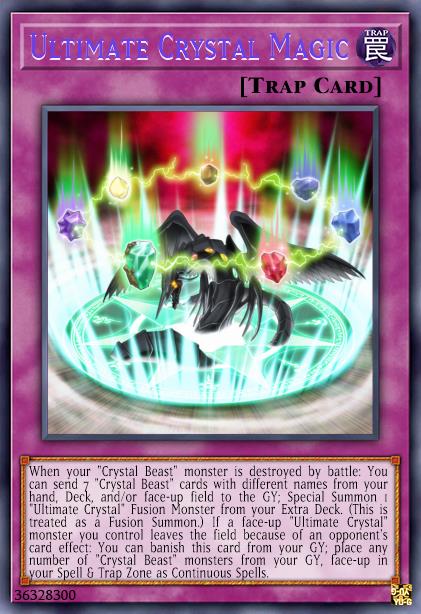 Ultimate Crystal Magic
TRAP
罠
[Trap Card]
When your "Crystal Beast" monster is destroyed by battle: You
can send 7 "Crystal Beast" cards with different names from your
hand, Deck, and/or face-up field to the GY; Special Summon 1
"Ultimate Crystal" Fusion Monster from your Extra Deck. (This is
treated as a Fusion Summon.) If a face-up "Ultimate Crystal"
monster you control leaves the field because of an opponent's
card effect: You can banish this card from your GY; place any
number of "Crystal Beast" monsters from your GY, face-up in
your Spell & Trap Zone as Continuous Spells.
36328300